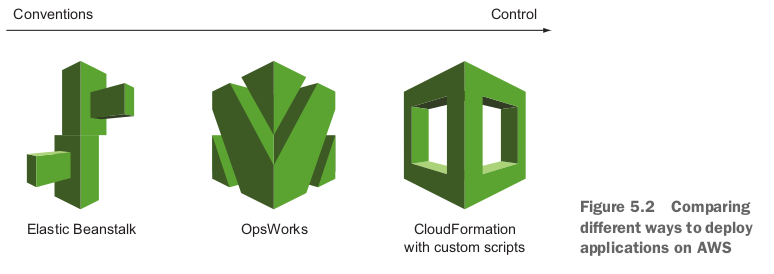 Conventions
Control
Elastic Beanstalk
OpsWorks
CloudFormation
with custom scripts
Figure 5.2 Comparing
different ways to deploy
applications on AWS